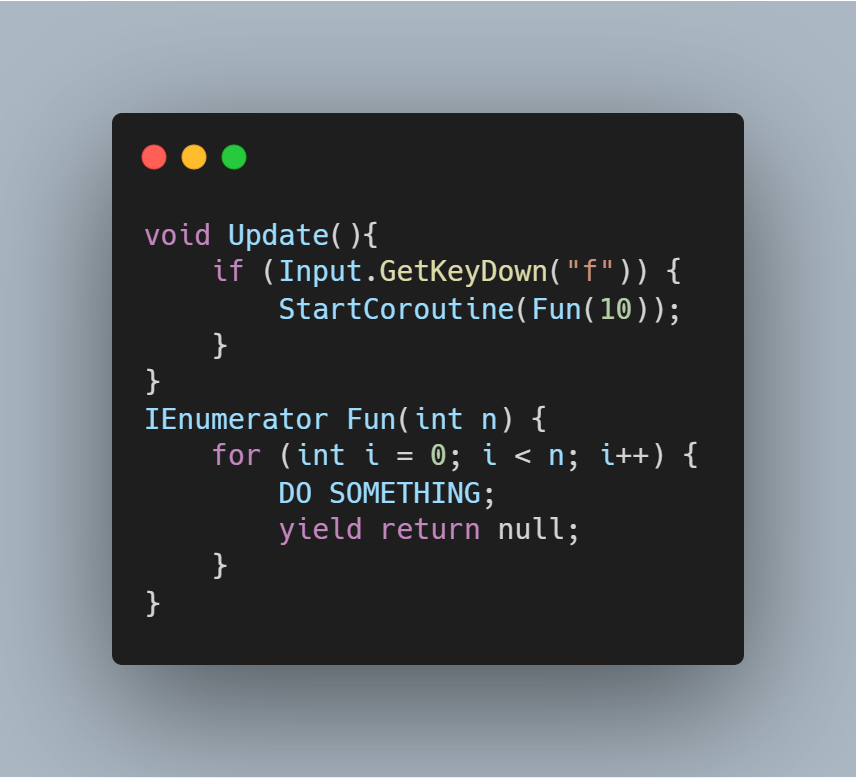 void Update(){
    if (Input.GetKeyDown("f")) {
        StartCoroutine(Fun(10));
    }
}
IEnumerator Fun(int n) {
    for (int i = 0; i < n; i++) {
        DO SOMETHING;
        yield return null;
    }
}